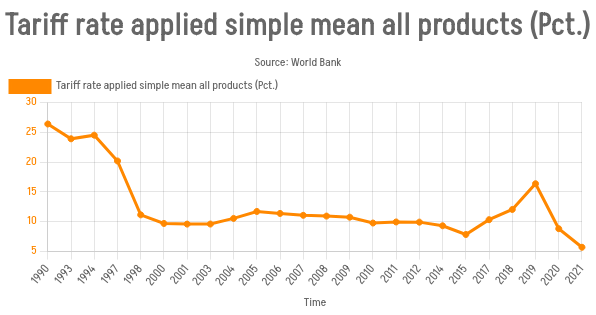 Tariff rate applied simple mean all products (Pct.)
Source: World Bank
Tariff rate applied simple mean all products (Pct.)
30
25
20
15
10
5
1990 1993 1994 1997 1998 2000 2001 2003 2004 2005 2006 2007 2008 2009 2010 2011 2012 2014 2015 2017 2018 2019 2020 2021
Time